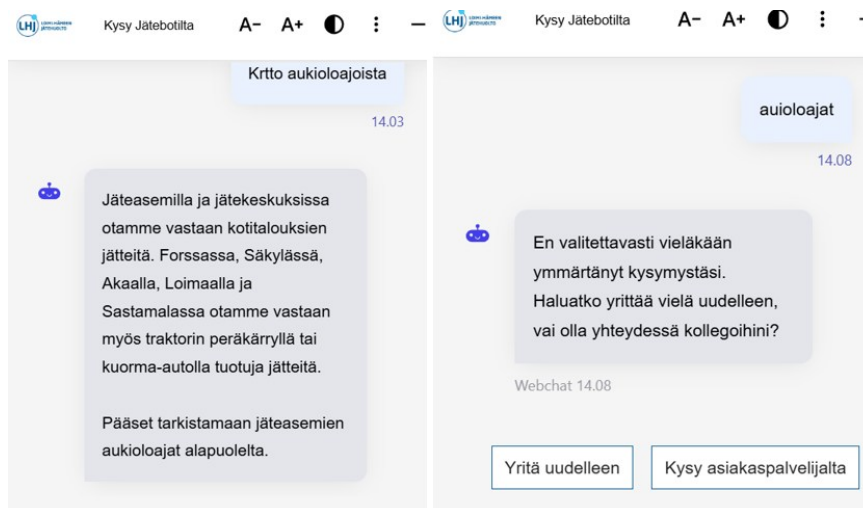 LHJ
Kysy Jätebotilta
A- A+
Krtto aukioloajoista
14.03
Jäteasemilla ja jätekeskuksissa
otamme vastaan kotitalouksien
jätteitä. Forssassa, Säkylässä,
Akaalla, Loimaalla ja
Sastamalassa otamme vastaan
myös traktorin peräkärryllä tai
kuorma-autolla tuotuja jätteitä.
Pääset tarkistamaan jäteasemien
aukioloajat alapuolelta.
LHJ
Kysy Jätebotilta
A- A+
auioloajat
14.08
En valitettavasti vieläkään
ymmärtänyt kysymystäsi.
Haluatko yrittää vielä uudelleen,
vai olla yhteydessä kollegoihini?
Webchat 14.08
Yritä uudelleen
Kysy asiakaspalvelijalta